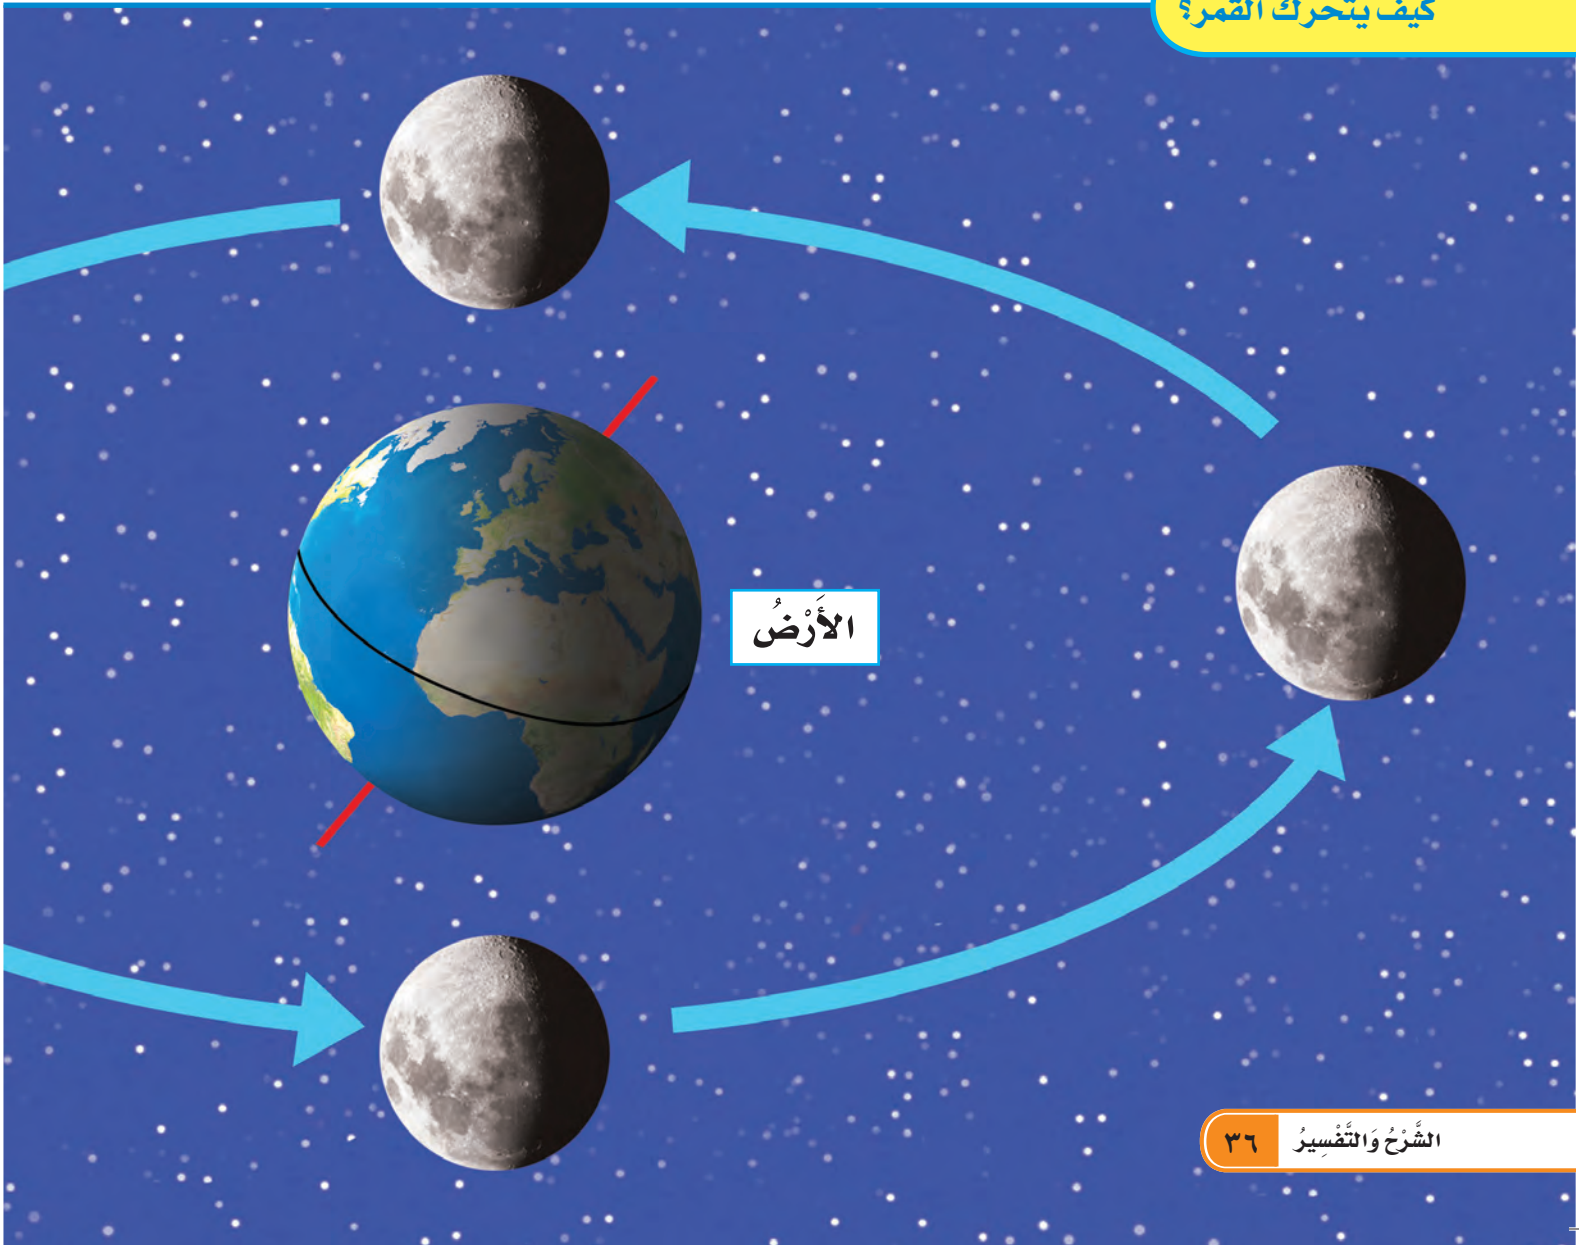 كيف يتحرك القمر؟
الأَرْضُ
الشَّرْحُ وَالتَّفْسِيرُ ٣٦